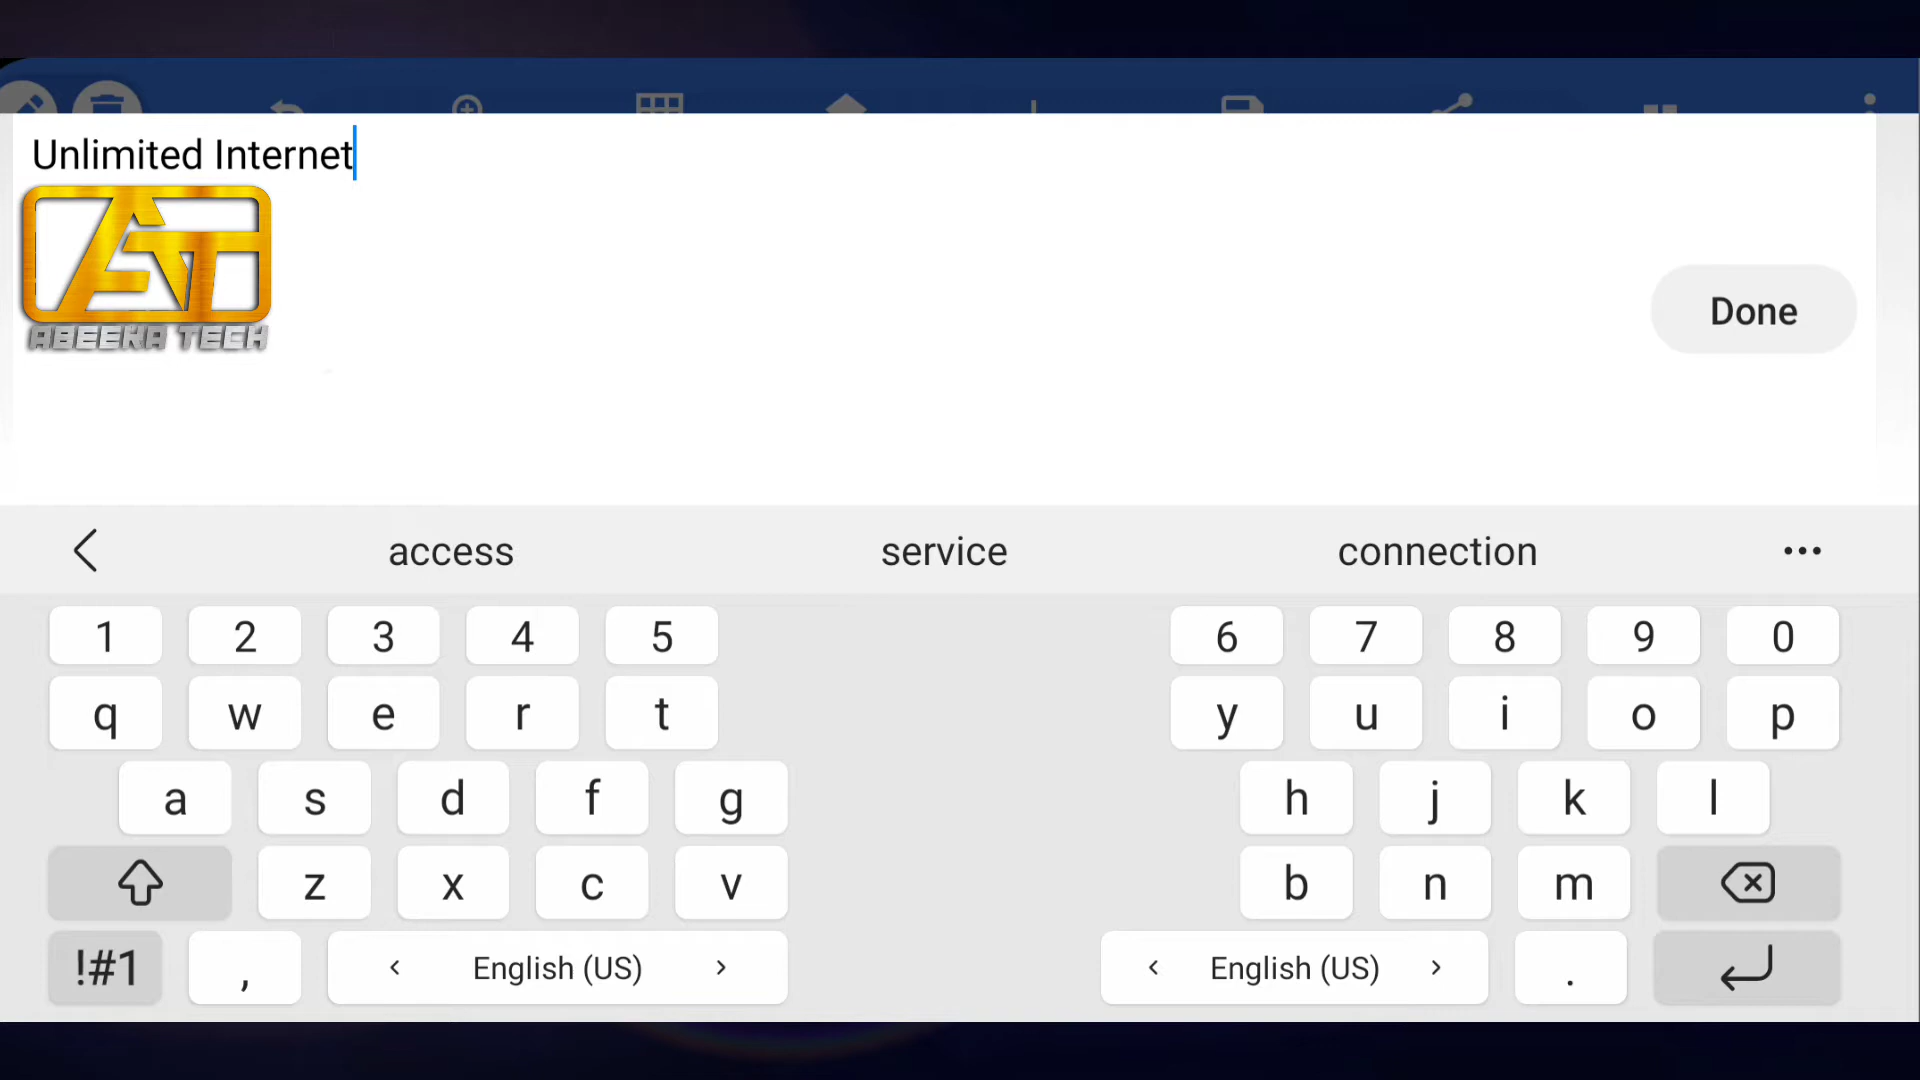 Unlimited Internet
AT
ABEEKA TECH
Done
access service connection
1 2 3 4 5 6 7 8 9 0
q w e r t y u i o p
a s d f g h j k l
z x c v b n m
!#1 , < English (US) > < English (US) > .